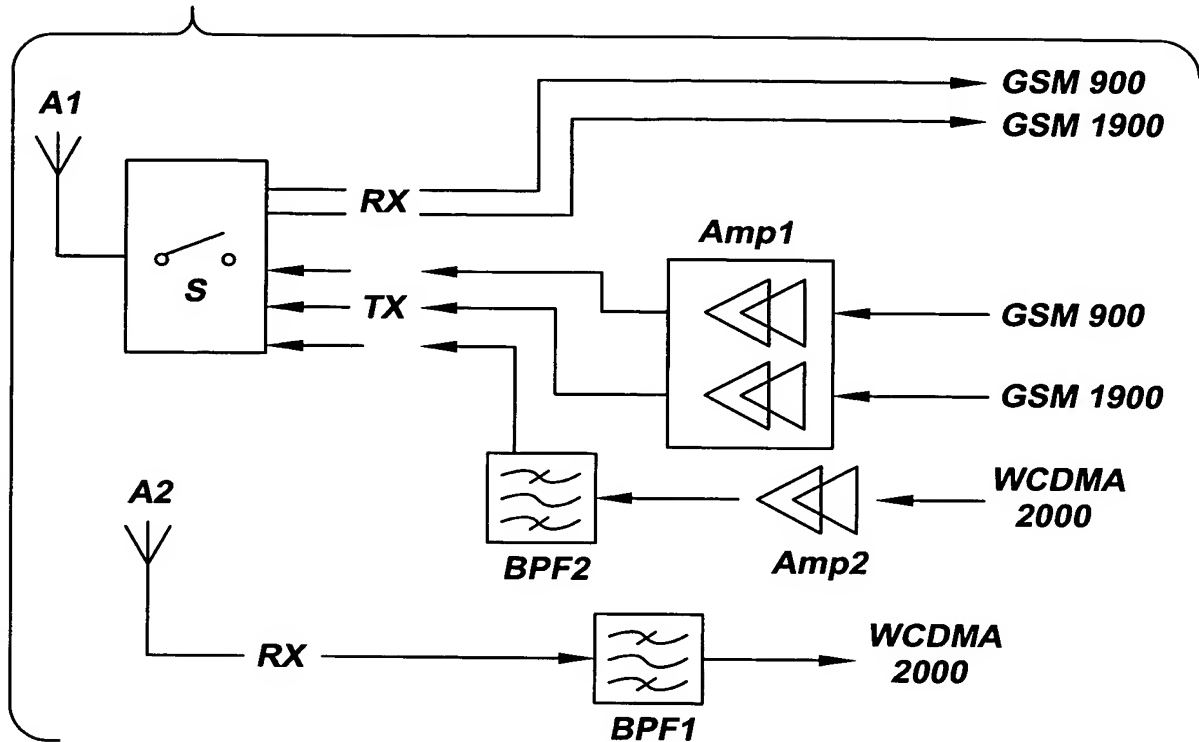 A1
GSM 900
GSM 1900
RX
Amp1
S
TX
GSM 900
GSM 1900
A2
BPF2
Amp2
WCDMA
2000
RX
BPF1
WCDMA
2000